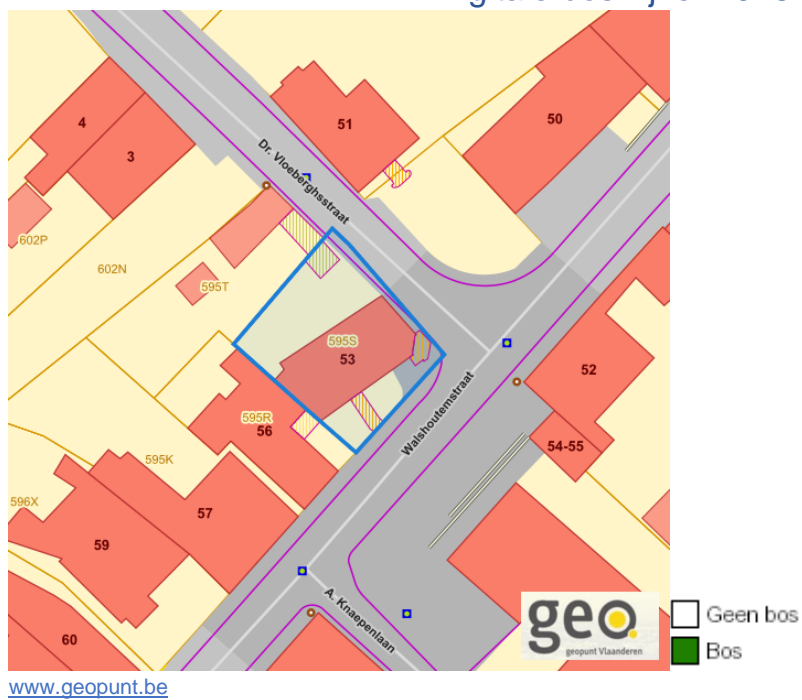 4
3
51
50
Dr. Vloeberghsstraat
602P
602N
595T
595S
53
52
Walshoutemstraat
595R
56
54-55
595K
57
596X
59
A. Knaepenlaan
60
geo
geopunt Vlaanderen
Geen bos
Bos
www.geopunt.be